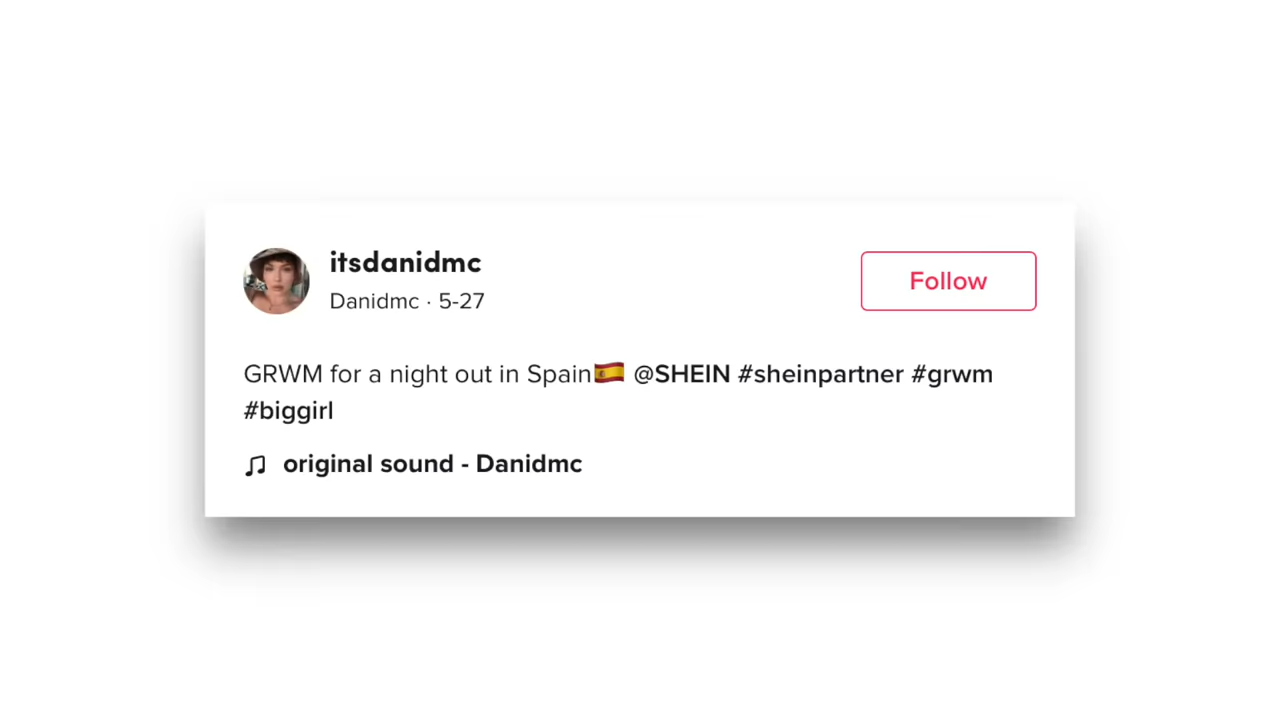 itsdanidmc
Danidmc · 5-27
Follow
GRWM for a night out in Spain🇪🇸 @SHEIN #sheinpartner #grwm
#biggirl
original sound - Danidmc